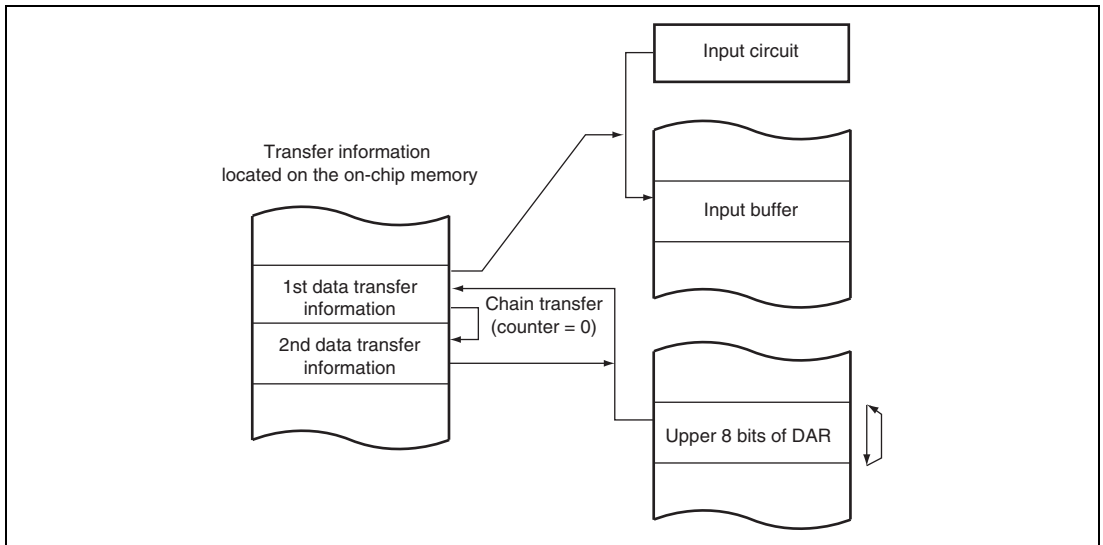 Input circuit
Transfer information
located on the on-chip memory
Input buffer
1st data transfer
information
Chain transfer
(counter = 0)
2nd data transfer
information
Upper 8 bits of DAR